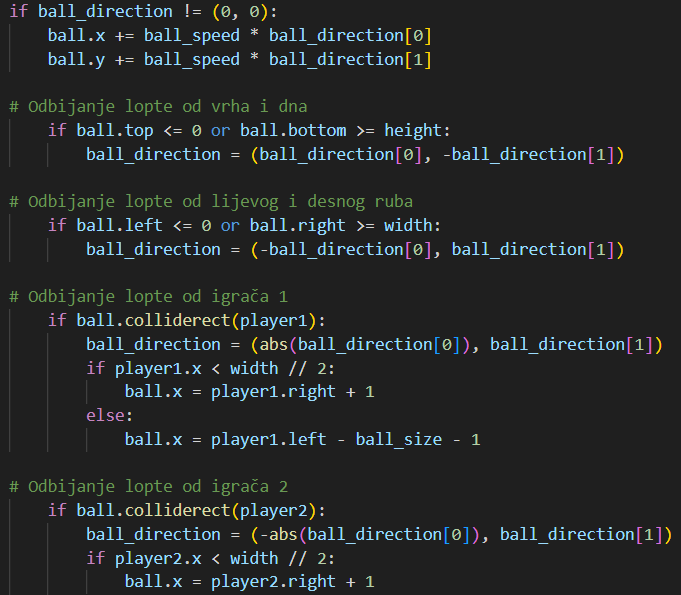 if ball_direction != (0, 0):
    ball.x += ball_speed * ball_direction[0]
    ball.y += ball_speed * ball_direction[1]

# Odbijanje lopte od vrha i dna
    if ball.top <= 0 or ball.bottom >= height:
        ball_direction = (ball_direction[0], -ball_direction[1])

# Odbijanje lopte od lijevog i desnog ruba
    if ball.left <= 0 or ball.right >= width:
        ball_direction = (-ball_direction[0], ball_direction[1])

# Odbijanje lopte od igrača 1
    if ball.colliderect(player1):
        ball_direction = (abs(ball_direction[0]), ball_direction[1])
        if player1.x < width // 2:
            ball.x = player1.right + 1
        else:
            ball.x = player1.left - ball_size - 1

# Odbijanje lopte od igrača 2
    if ball.colliderect(player2):
        ball_direction = (-abs(ball_direction[0]), ball_direction[1])
        if player2.x < width // 2:
            ball.x = player2.right + 1